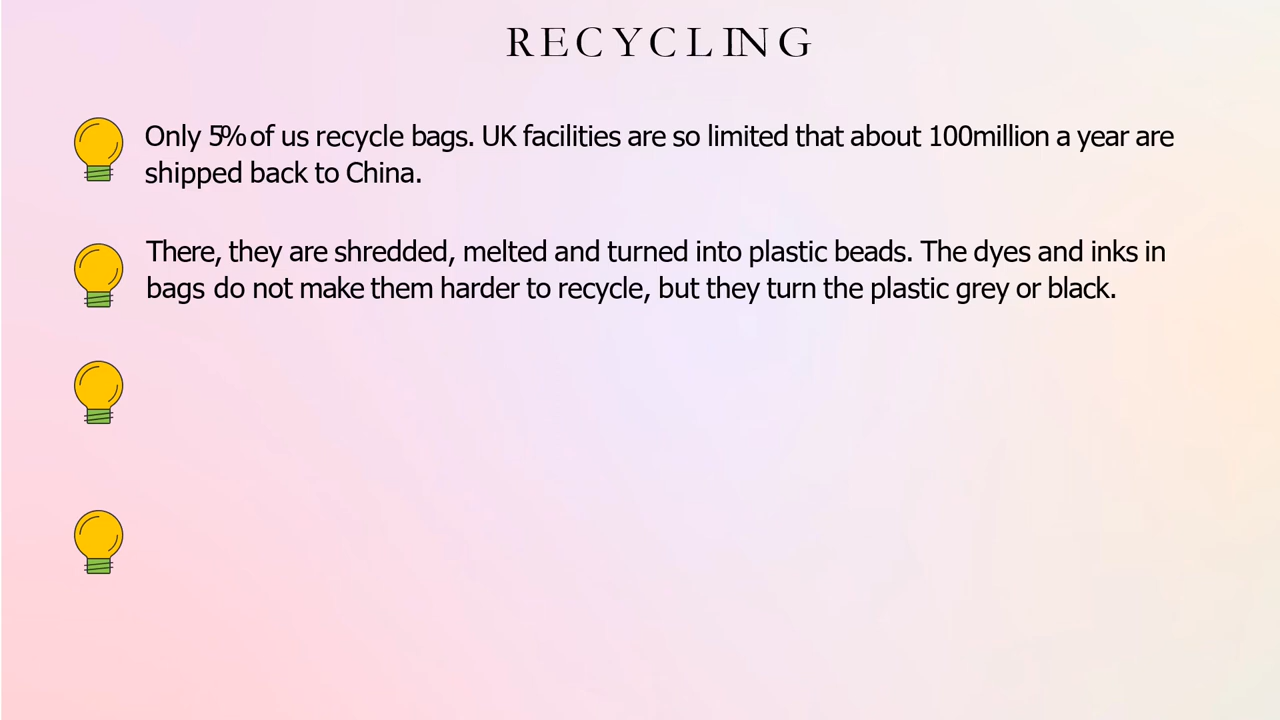 RECYCLING
Only 5% of us recycle bags. UK facilities are so limited that about 100million a year are
shipped back to China.
There, they are shredded, melted and turned into plastic beads. The dyes and inks in
bags do not make them harder to recycle, but they turn the plastic grey or black.